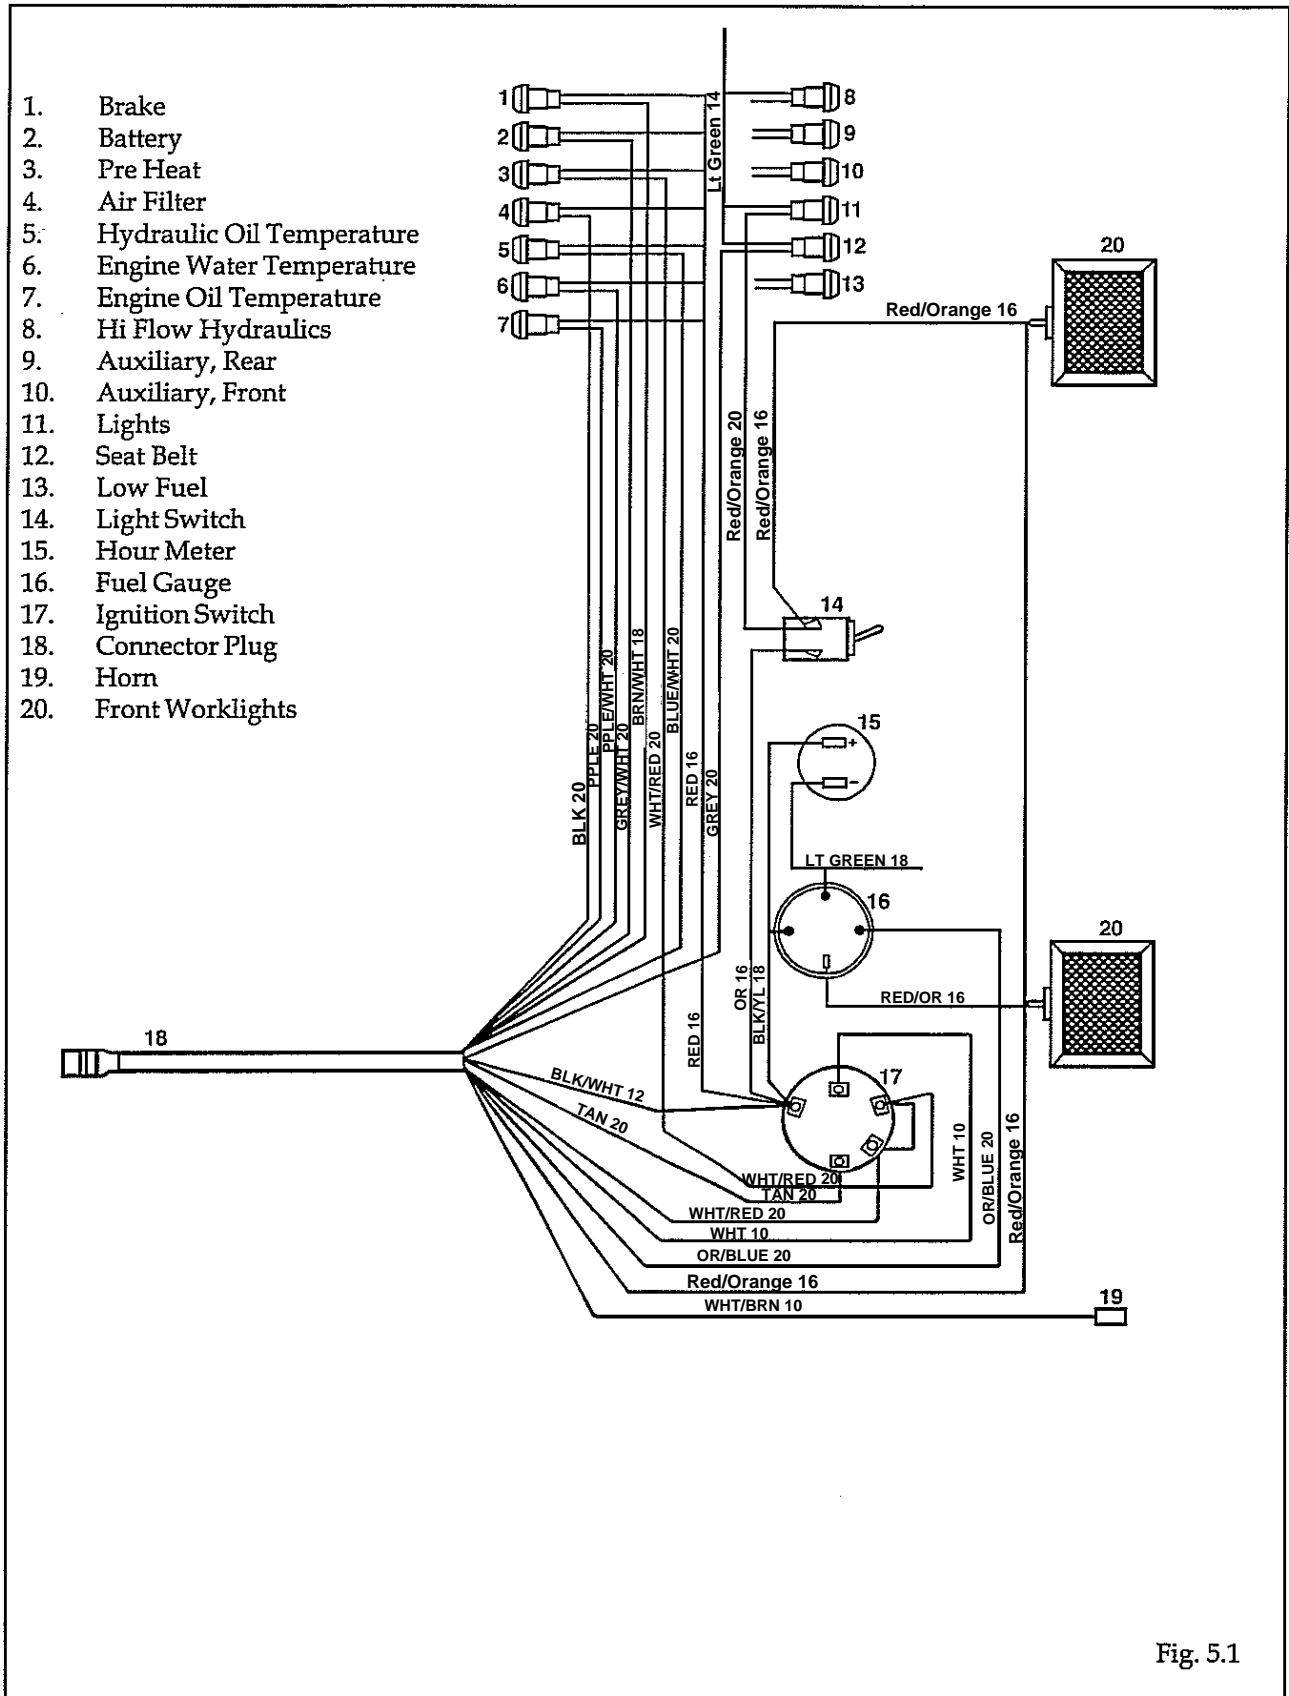 1. Brake
2. Battery
3. Pre Heat
4. Air Filter
5. Hydraulic Oil Temperature
6. Engine Water Temperature
7. Engine Oil Temperature
8. Hi Flow Hydraulics
9. Auxiliary, Rear
10. Auxiliary, Front
11. Lights
12. Seat Belt
13. Low Fuel
14. Light Switch
15. Hour Meter
16. Fuel Gauge
17. Ignition Switch
18. Connector Plug
19. Horn
20. Front Worklights
1
2
3
4
5
6
7
Lt Green 14
8
9
10
11
12
13
20
Red/Orange 16
Red/Orange 20
Red/Orange 16
14
15
+
-
BLK 20
PPLE 20
PPLE/WHT 20
GREY/WHT 20
BRN/WHT 18
WHT/RED 20
BLUE/WHT 20
RED 16
GREY 20
LT GREEN 18
16
20
RED/OR 16
RED 16
OR 16
BLK/YL 18
18
BLK/WHT 12
TAN 20
17
WHT 10
OR/BLUE 20
Red/Orange 16
WHT/RED 20
TAN 20
WHT/RED 20
WHT 10
OR/BLUE 20
Red/Orange 16
WHT/BRN 10
19
Fig. 5.1